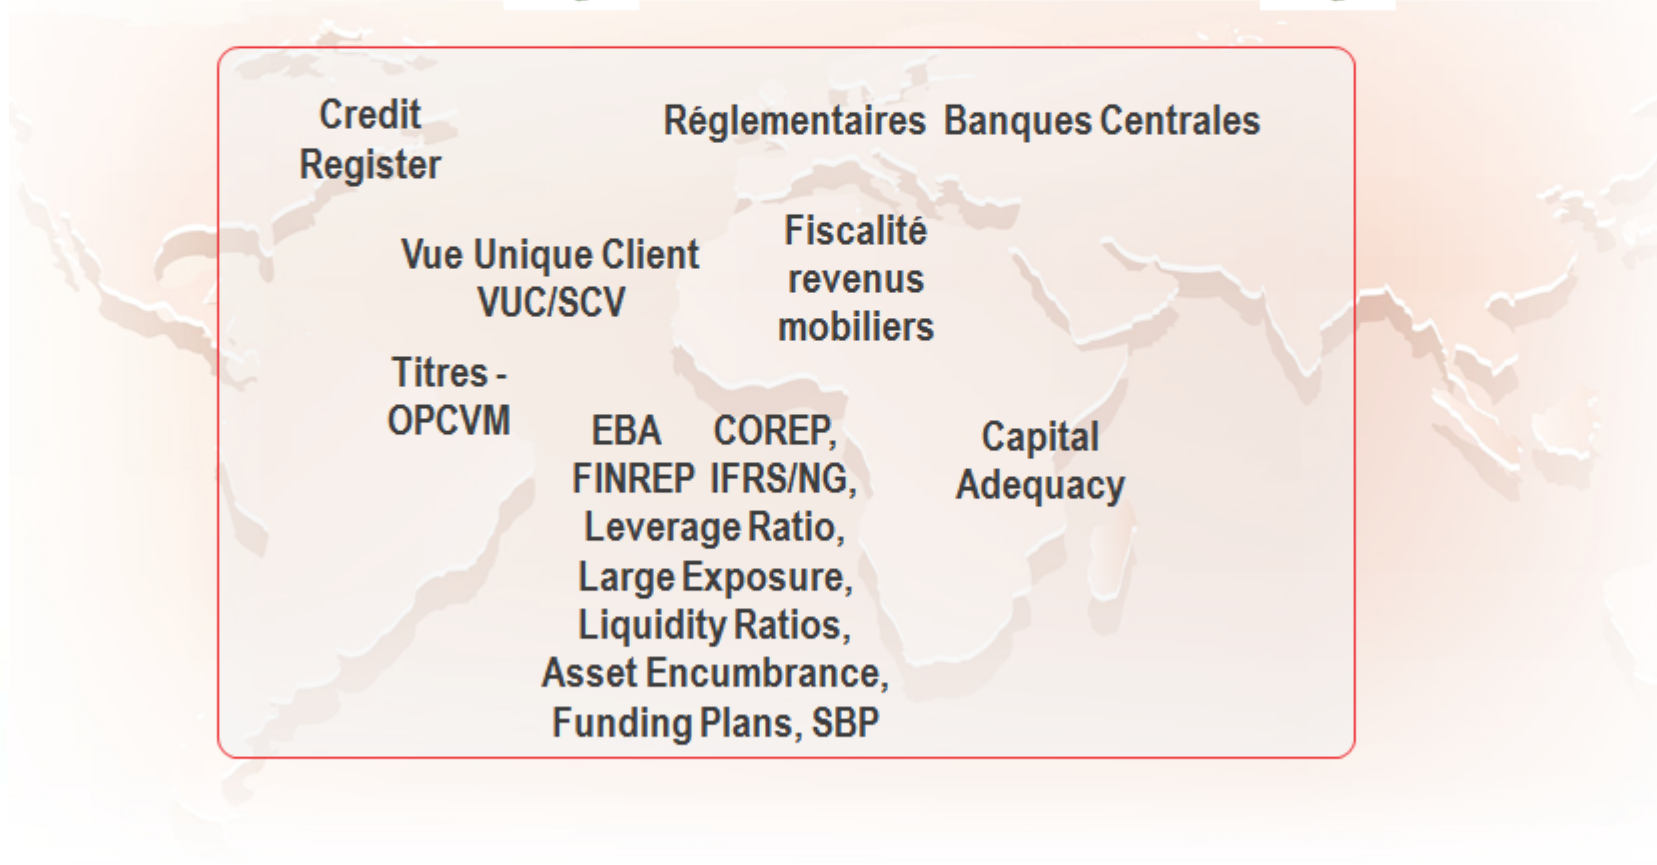 Credit
Register
Réglementaires Banques Centrales
Vue Unique Client
VUC/SCV
Fiscalité
revenus
mobiliers
Titres -
OPCVM
EBA COREP,
FINREP IFRS/NG,
Leverage Ratio,
Large Exposure,
Liquidity Ratios,
Asset Encumbrance,
Funding Plans, SBP
Capital
Adequacy